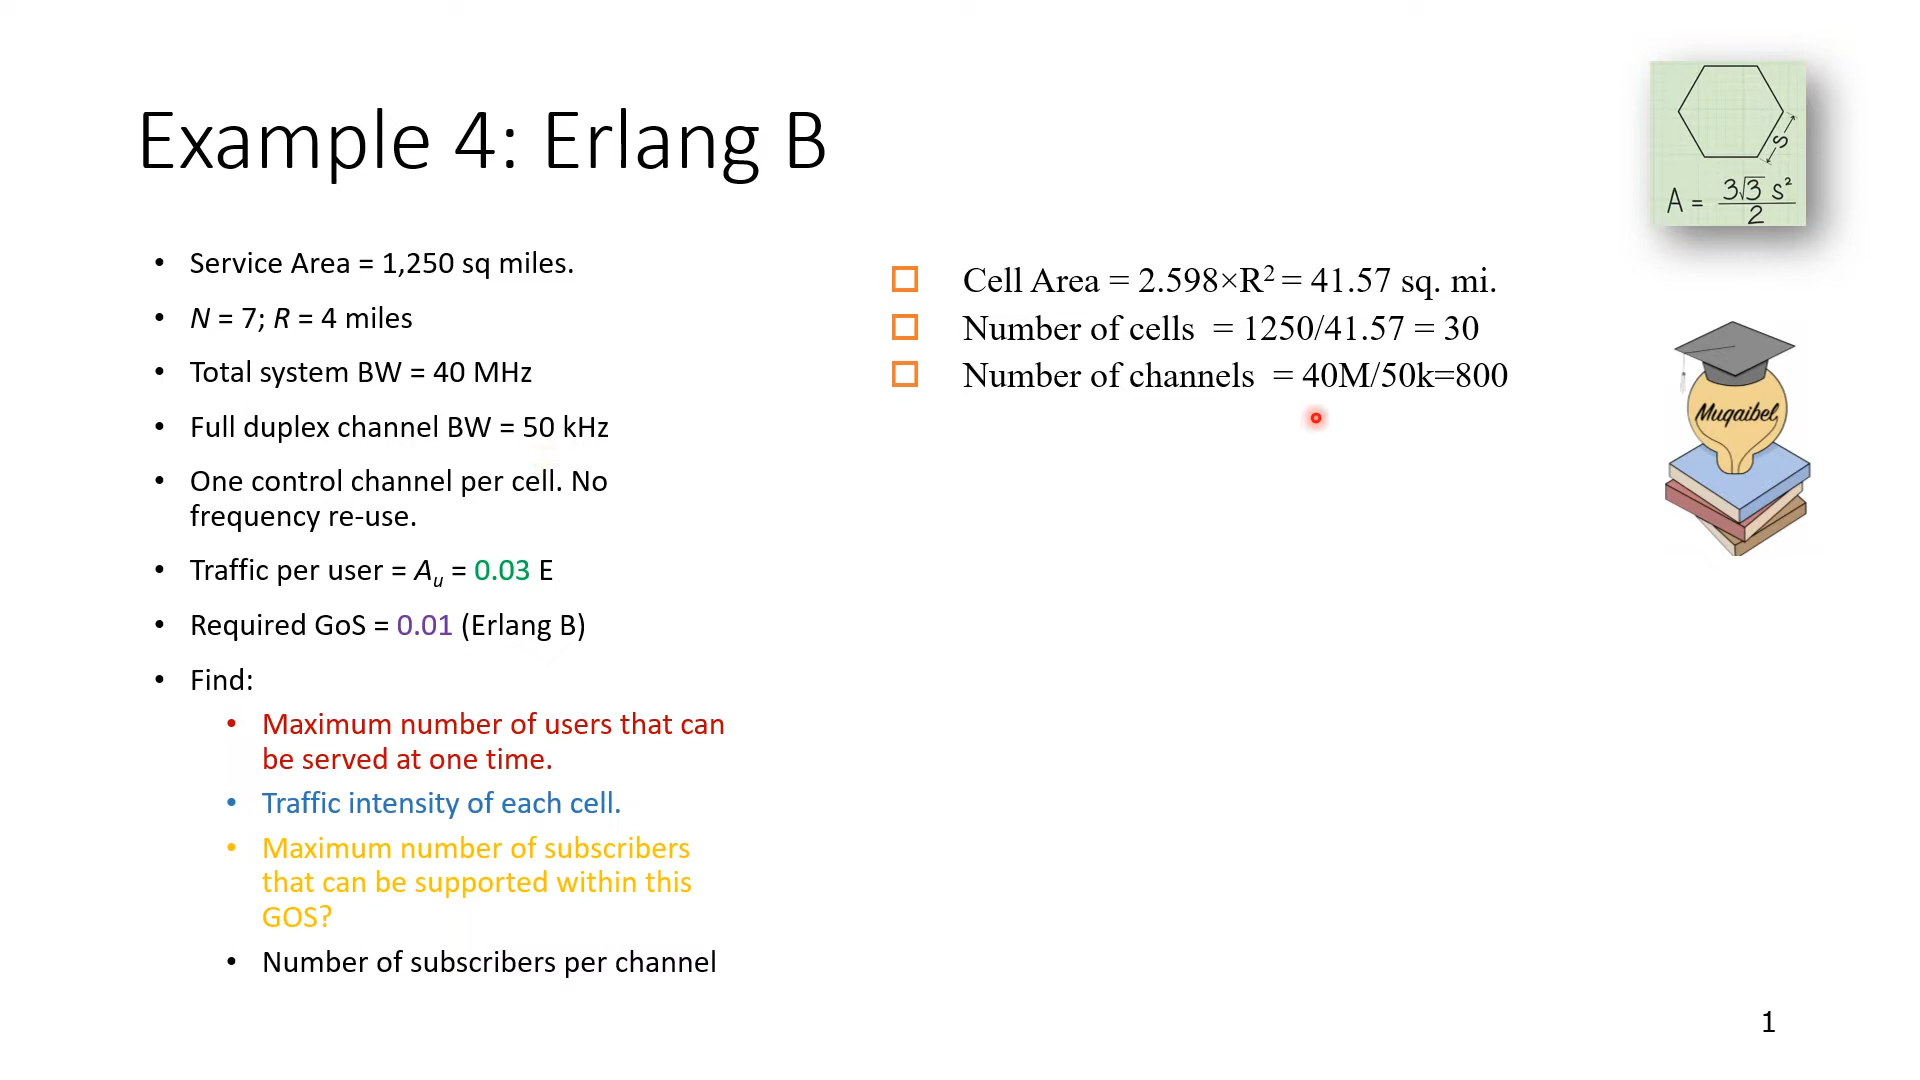 Example 4: Erlang B
• Service Area = 1,250 sq miles.
• N = 7; R = 4 miles
• Total system BW = 40 MHz
• Full duplex channel BW = 50 kHz
• One control channel per cell. No
frequency re-use.
• Traffic per user = Aᵤ = 0.03 E
• Required GoS = 0.01 (Erlang B)
• Find:
• Maximum number of users that can
be served at one time.
• Traffic intensity of each cell.
• Maximum number of subscribers
that can be supported within this
GOS?
• Number of subscribers per channel
Cell Area = 2.598×R² = 41.57 sq. mi.
Number of cells = 1250/41.57 = 30
Number of channels = 40M/50k=800
S
A = 3√3 s² / 2
Mugaibel
1